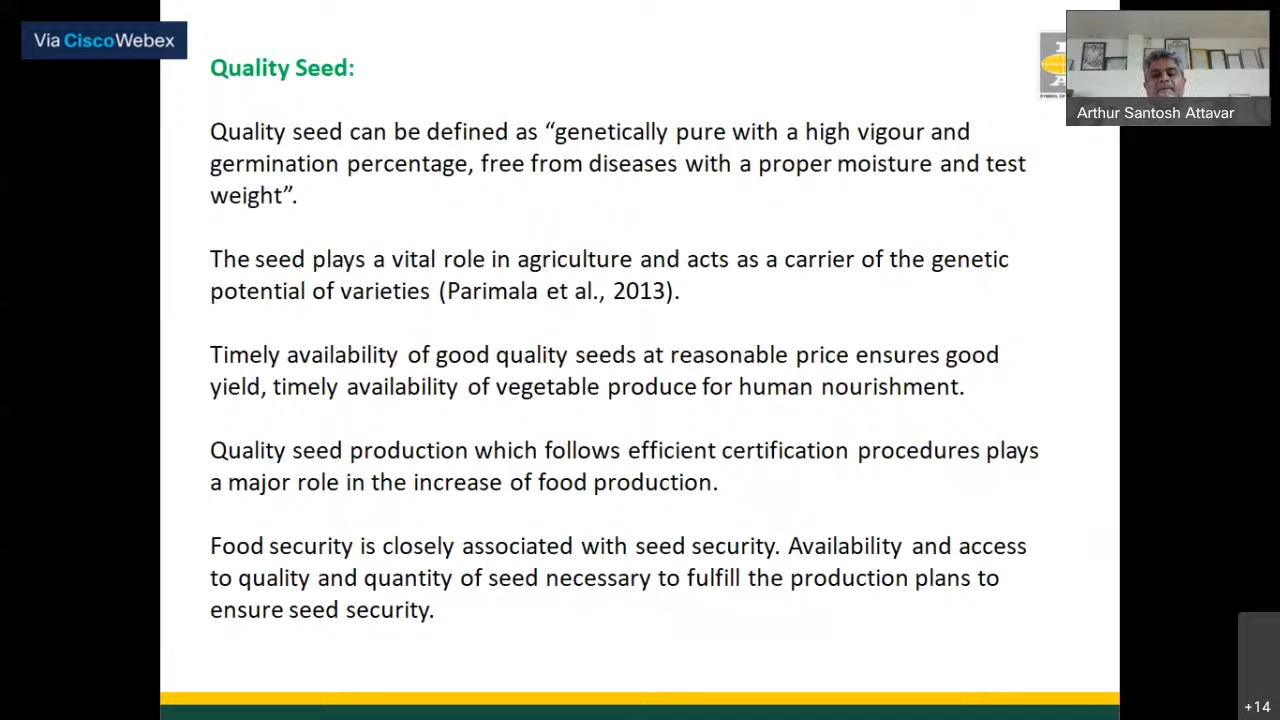 Via CiscoWebex
Quality Seed:
Arthur Santosh Attavar
Quality seed can be defined as “genetically pure with a high vigour and
germination percentage, free from diseases with a proper moisture and test
weight”.
The seed plays a vital role in agriculture and acts as a carrier of the genetic
potential of varieties (Parimala et al., 2013).
Timely availability of good quality seeds at reasonable price ensures good
yield, timely availability of vegetable produce for human nourishment.
Quality seed production which follows efficient certification procedures plays
a major role in the increase of food production.
Food security is closely associated with seed security. Availability and access
to quality and quantity of seed necessary to fulfill the production plans to
ensure seed security.
+14